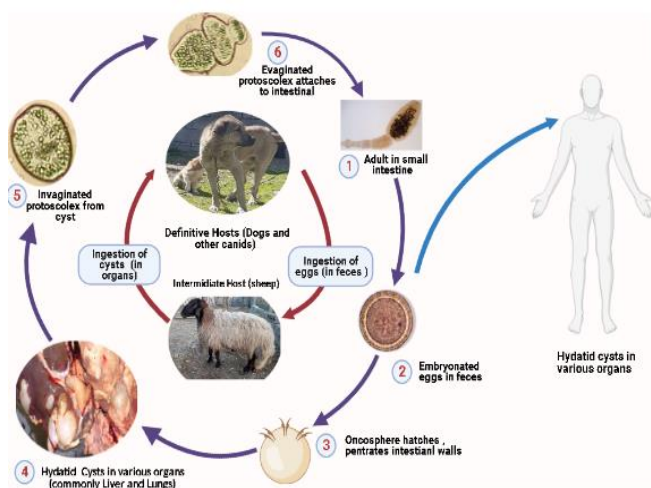 6
Evaginated
protoscolex attaches
to intestinal
1 Adult in small
intestine
5 Invaginated
protoscolex from
cyst
Definitive Hosts (Dogs and
other canids)
Ingestion of
cysts (in
organs)
Ingestion of
eggs (in feces )
Intermidiate Host (sheep)
2 Embryonated
eggs in feces
Hydatid cysts in
various organs
3 Oncosphere hatches ,
pentrates intestianl walls
4 Hydatid Cysts in various organs
(commonly Liver and Lungs)